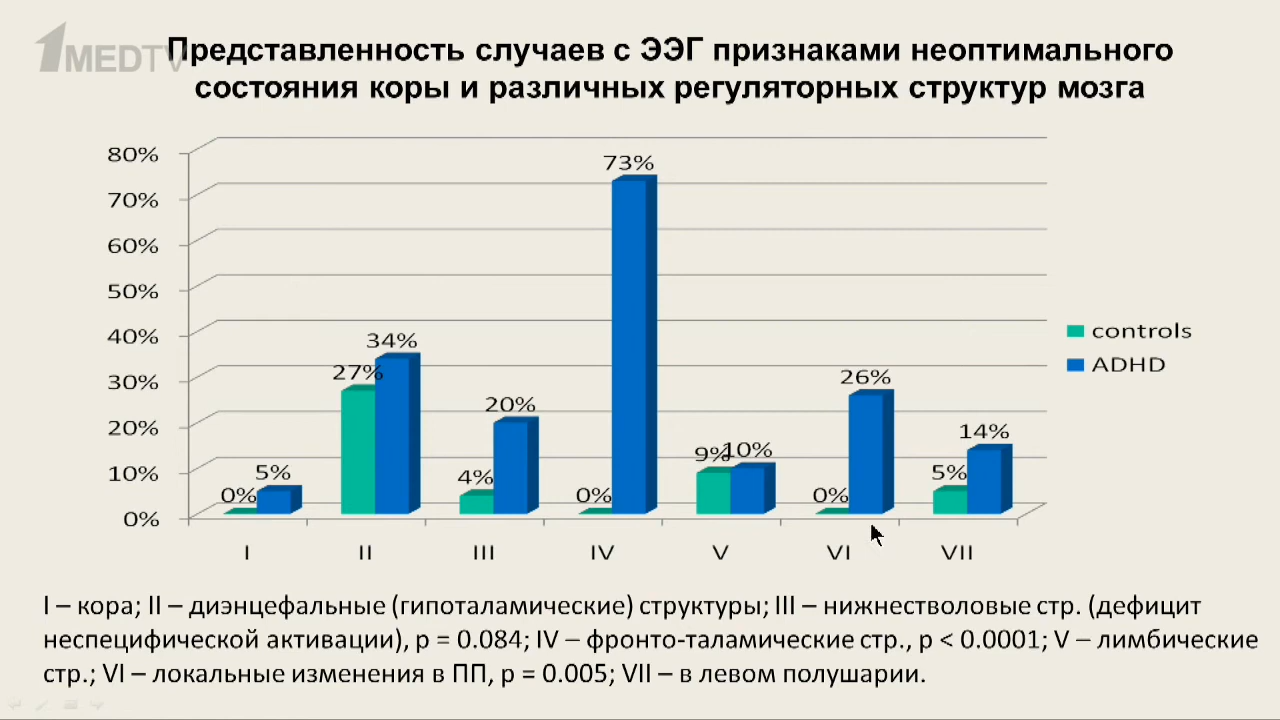 1MEDTV
Представленность случаев с ЭЭГ признаками неоптимального
состояния коры и различных регуляторных структур мозга
80%
70%
60%
50%
40%
30%
20%
10%
0%
0%
5%
27%
34%
4%
20%
0%
73%
9%
10%
0%
26%
5%
14%
I
II
III
IV
V
VI
VII
controls
ADHD
I – кора; II – диэнцефальные (гипоталамические) структуры; III – нижнестволовые стр. (дефицит
неспецифической активации), p = 0.084; IV – фронто-таламические стр., p < 0.0001; V – лимбические
стр.; VI – локальные изменения в ПП, p = 0.005; VII – в левом полушарии.